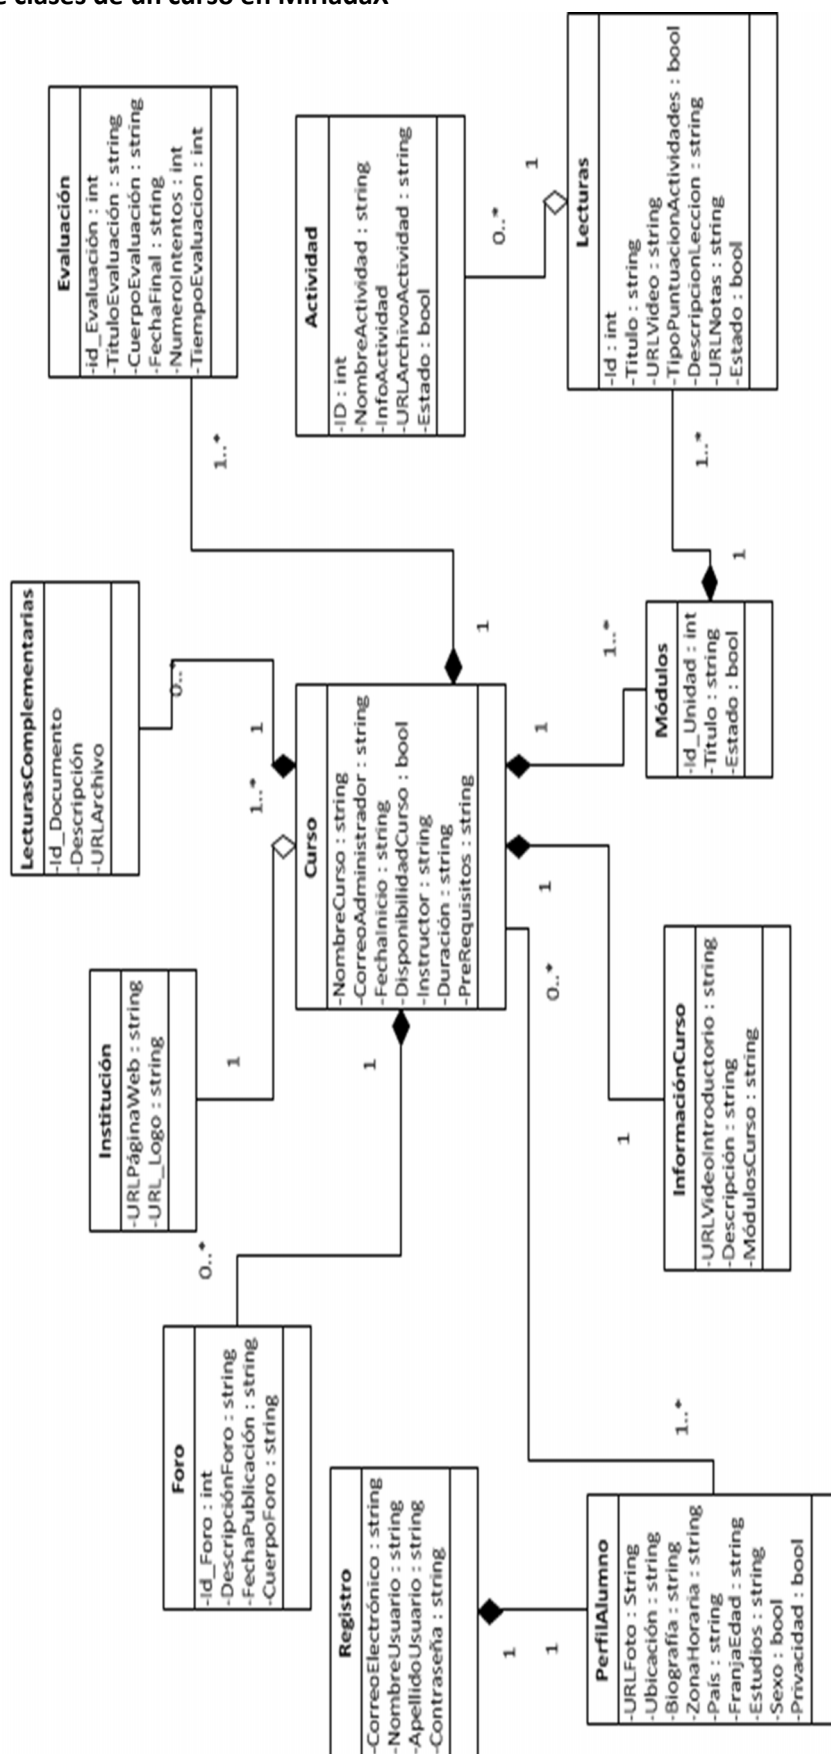 e clases de un curso en MiríadaX
Evaluación
-id_Evaluación : int
-TítuloEvaluación : string
-CuerpoEvaluación : string
-FechaFinal : string
-NumeroIntentos : int
-TiempoEvaluacion : int
1..*
Actividad
-ID : int
-NombreActividad : string
-InfoActividad
-URLArchivoActividad : string
-Estado : bool
0..*
1
Lecturas
-Id : int
-Titulo : string
-URLVideo : string
-TipoPuntuacionActividades : bool
-DescripcionLeccion : string
-URLNotas : string
-Estado : bool
1..*
1
LecturasComplementarias
-Id_Documento
-Descripción
-URLArchivo
0..*
1
1..*
1
Curso
-NombreCurso : string
-CorreoAdministrador : string
-FechaInicio : string
-DisponibilidadCurso : bool
-Instructor : string
-Duración : string
-PreRequisitos : string
1
1..*
Módulos
-Id_Unidad : int
-Título : string
-Estado : bool
Institución
-URLPáginaWeb : string
-URL_Logo : string
1
1
0..*
1
0..*
1
InformaciónCurso
-URLVideoIntroductorio : string
-Descripción : string
-MódulosCurso : string
Foro
-Id_Foro : int
-DescripciónForo : string
-FechaPublicación : string
-CuerpoForo : string
Registro
-CorreoElectrónico : string
-NombreUsuario : string
-ApellidoUsuario : string
-Contraseña : string
1
1
1..*
PerfilAlumno
-URLFoto : String
-Ubicación : string
-Biografía : string
-ZonaHoraria : string
-País : string
-FranjaEdad : string
-Estudios : string
-Sexo : bool
-Privacidad : bool